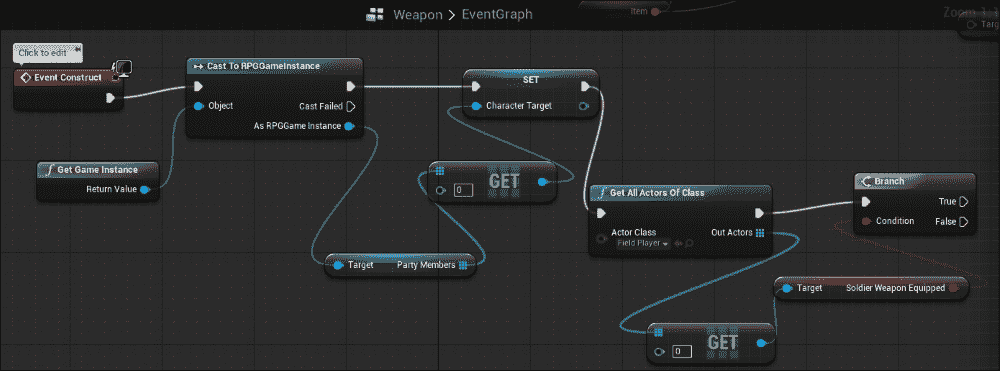 Weapon > EventGraph
Zoom 1:1
Item
Targ
Click to edit
Event Construct
Cast To RPGGameInstance
Object
Cast Failed
As RPGGame Instance
SET
Character Target
Get Game Instance
Return Value
0
GET
Target
Party Members
Get All Actors Of Class
Actor Class
Field Player
Out Actors
Branch
True
Condition
False
Target
Soldier Weapon Equipped
0
GET